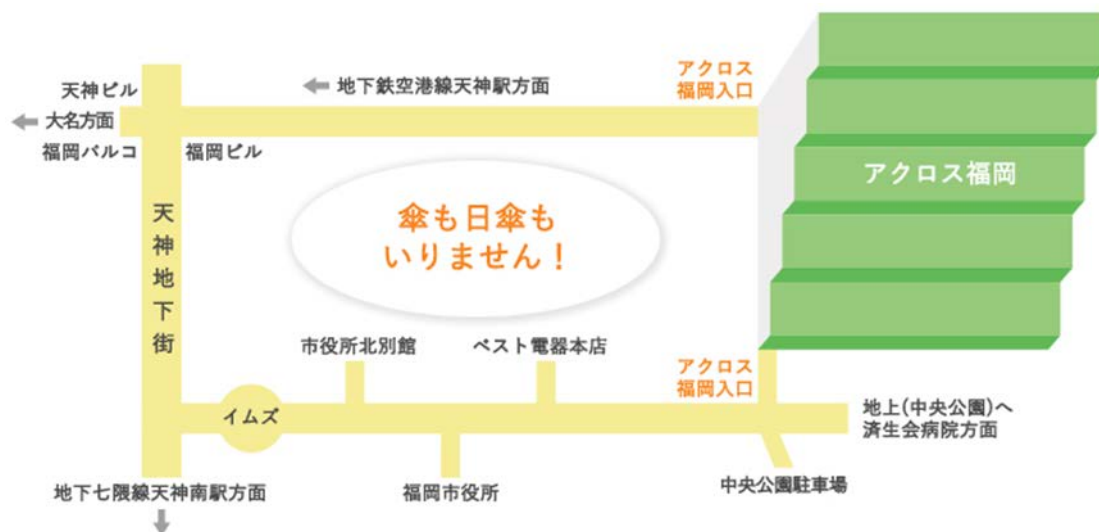 天神ビル
大名方面
福岡パルコ
福岡ビル
地下鉄空港線天神駅方面
アクロス
福岡入口
アクロス福岡
傘も日傘も
いりません！
天神地下街
市役所北別館
ベスト電器本店
アクロス
福岡入口
イムズ
地上(中央公園)へ
済生会病院方面
地下七隈線天神南駅方面
福岡市役所
中央公園駐車場